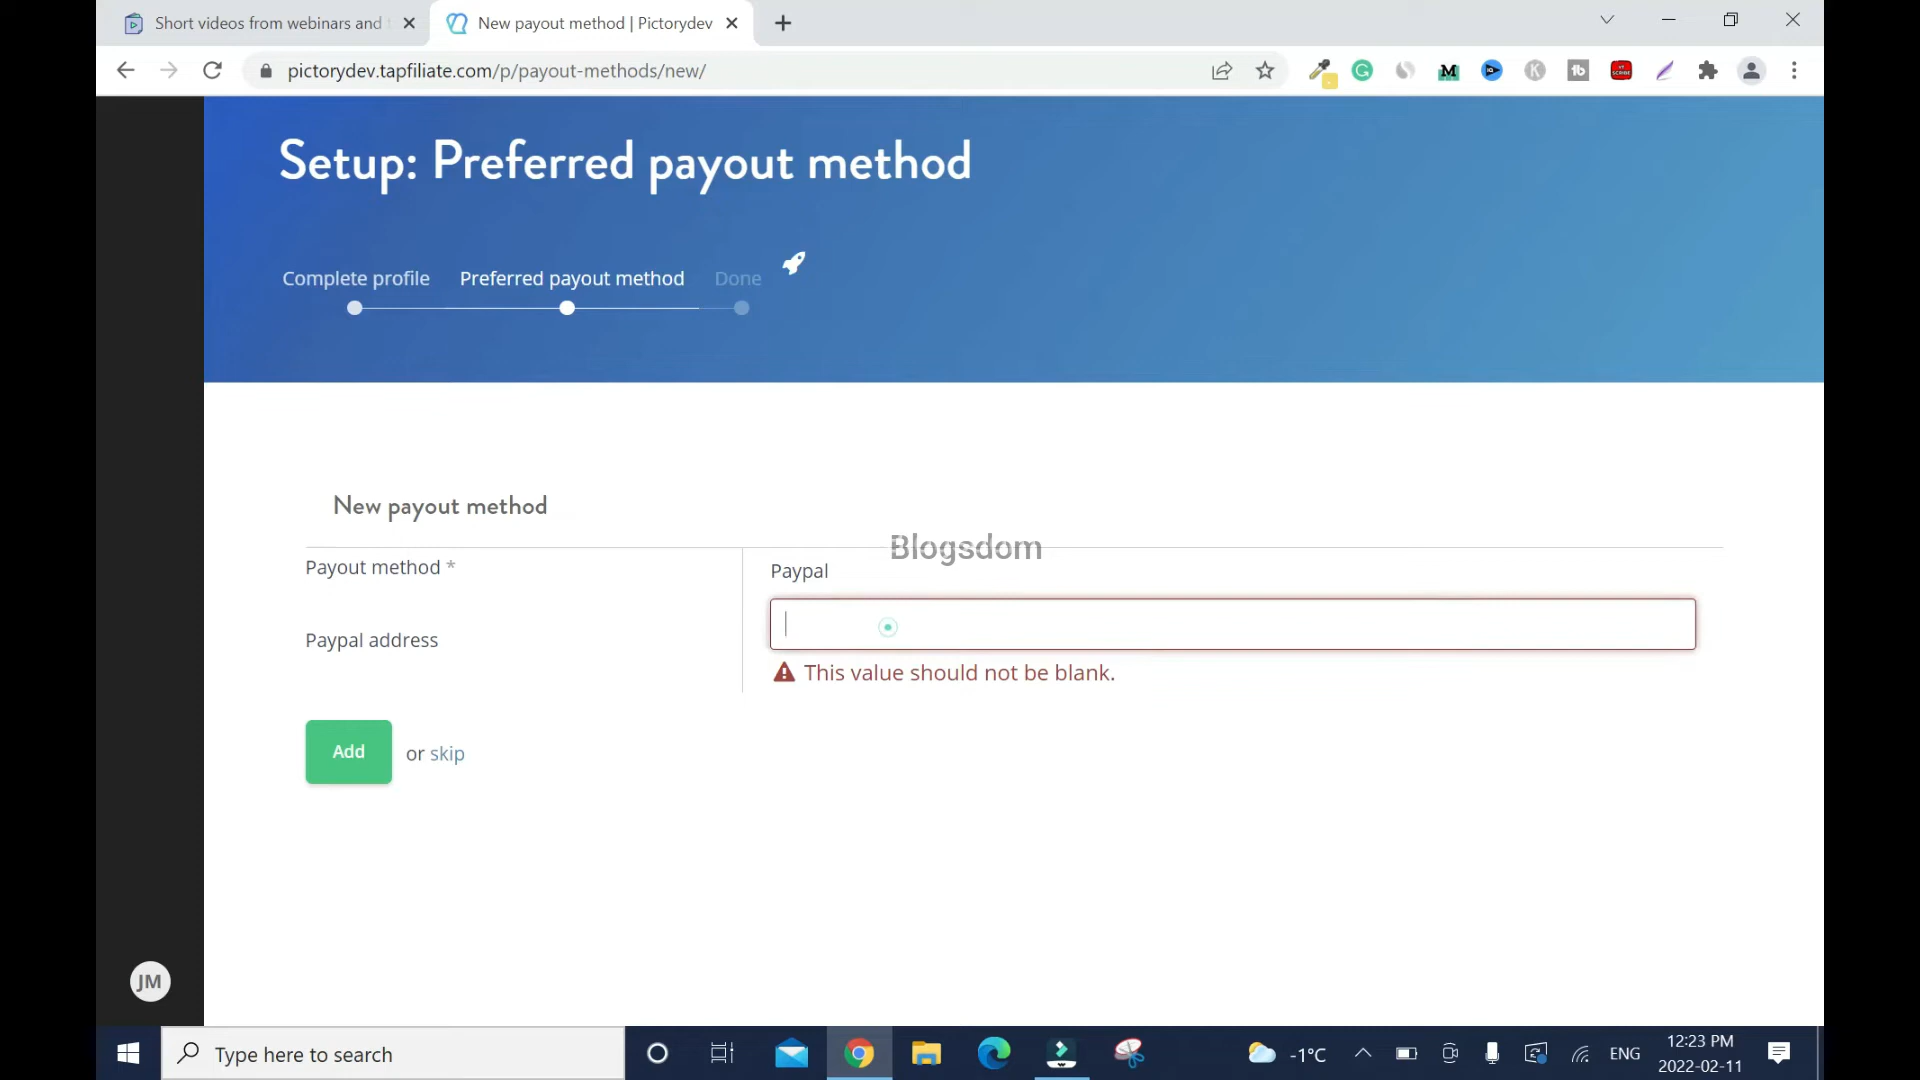 Short videos from webinars and
New payout method | Pictorydev
pictorydev.tapfiliate.com/p/payout-methods/new/
Setup: Preferred payout method
Complete profile
Preferred payout method
Done
New payout method
Blogsdom
Payout method *
Paypal
Paypal address
This value should not be blank.
Add
or skip
JM
Type here to search
-1°C
ENG
12:23 PM
2022-02-11